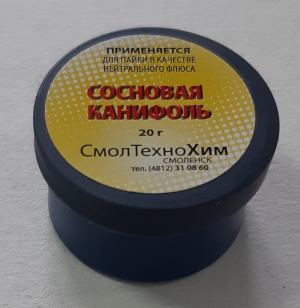 ПРИМЕНЯЕТСЯ
ДЛЯ ПАЙКИ В КАЧЕСТВЕ
НЕЙТРАЛЬНОГО ФЛЮСА
СОСНОВАЯ
КАНИФОЛЬ
20 г
СмолТехноХим
СМОЛЕНСК
тел. (4812) 31 08 60